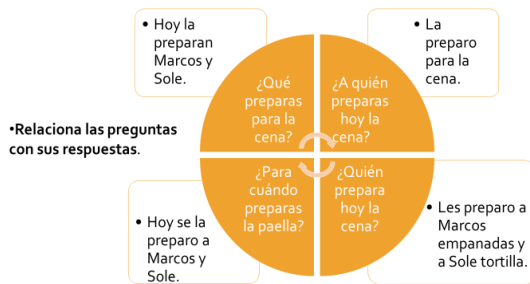 • Hoy la
preparan
Marcos y
Sole.
• La
preparo
para la
cena.
¿Qué
preparas
para la
cena?
¿A quién
preparas
hoy la
cena?
•Relaciona las preguntas
con sus respuestas.
¿Para
cuándo
preparas
la paella?
¿Quién
prepara
hoy la
cena?
• Hoy se la
preparo a
Marcos y
Sole.
• Les preparo a
Marcos
empanadas y
a Sole tortilla.